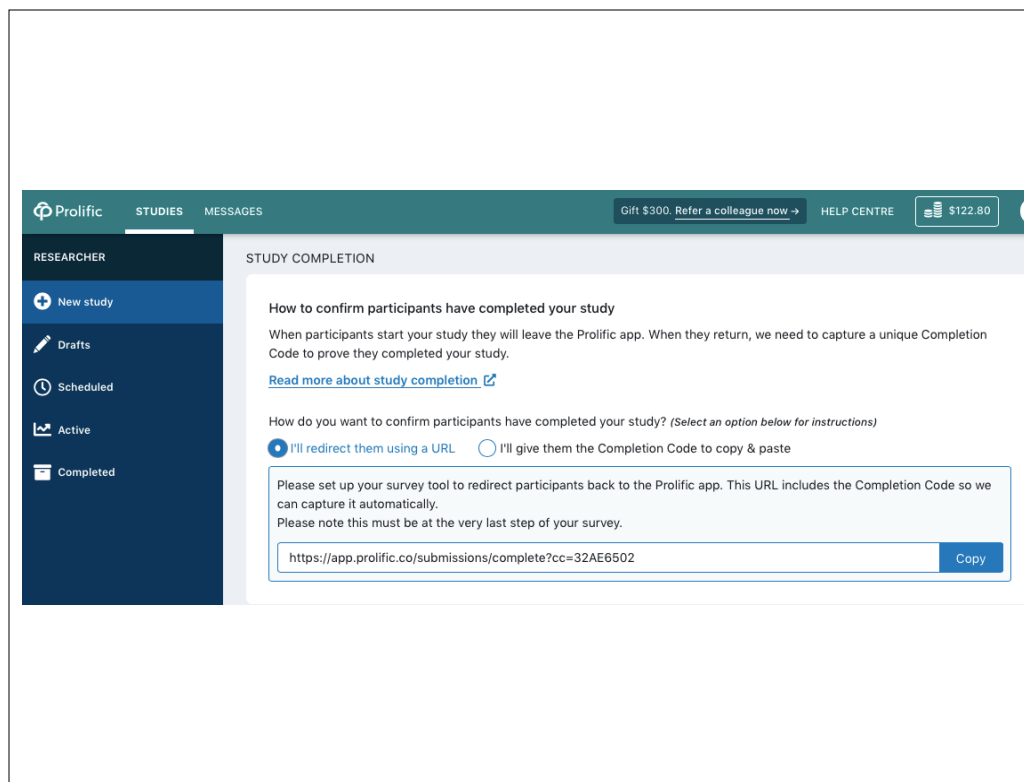 Prolific STUDIES MESSAGES Gift $300. Refer a colleague now → HELP CENTRE $122.80
RESEARCHER
New study
Drafts
Scheduled
Active
Completed
STUDY COMPLETION
How to confirm participants have completed your study
When participants start your study they will leave the Prolific app. When they return, we need to capture a unique Completion
Code to prove they completed your study.
Read more about study completion
How do you want to confirm participants have completed your study? (Select an option below for instructions)
I'll redirect them using a URL I'll give them the Completion Code to copy & paste
Please set up your survey tool to redirect participants back to the Prolific app. This URL includes the Completion Code so we
can capture it automatically.
Please note this must be at the very last step of your survey.
https://app.prolific.co/submissions/complete?cc=32AE6502 Copy